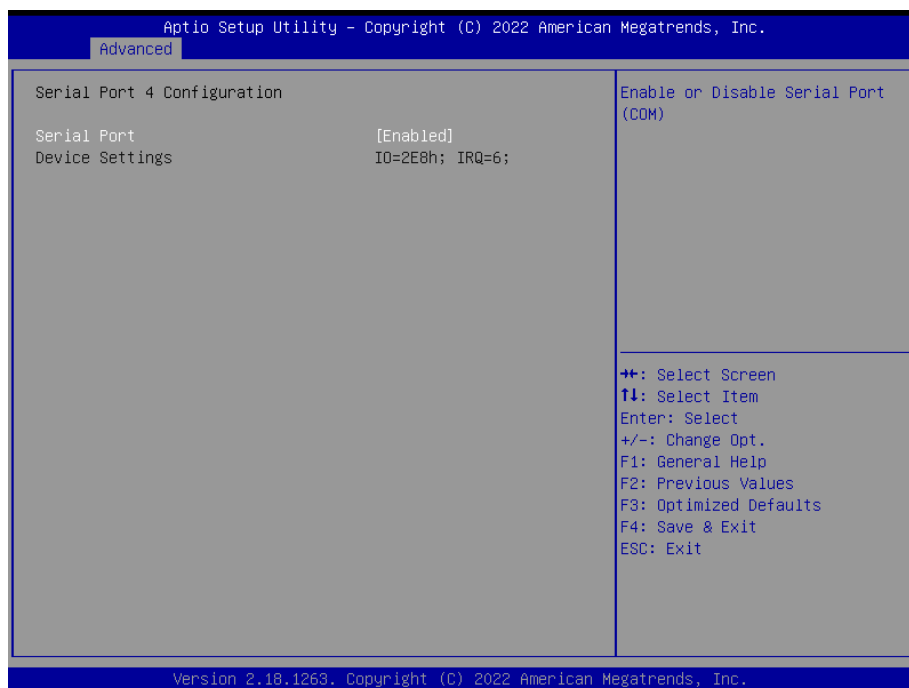 Aptio Setup Utility – Copyright (C) 2022 American Megatrends, Inc.
Advanced
Serial Port 4 Configuration
Serial Port [Enabled]
Device Settings IO=2E8h; IRQ=6;
Enable or Disable Serial Port
(COM)
→←: Select Screen
↑↓: Select Item
Enter: Select
+/-: Change Opt.
F1: General Help
F2: Previous Values
F3: Optimized Defaults
F4: Save & Exit
ESC: Exit
Version 2.18.1263. Copyright (C) 2022 American Megatrends, Inc.